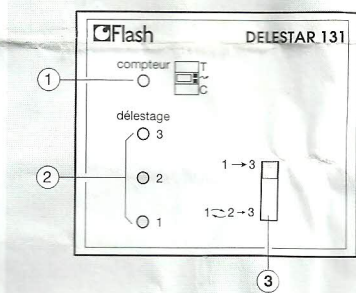 Flash DELESTAR 131
compteur T
~
C
1
délestage
3
2 2
1
1→3
1⇄2→3
3